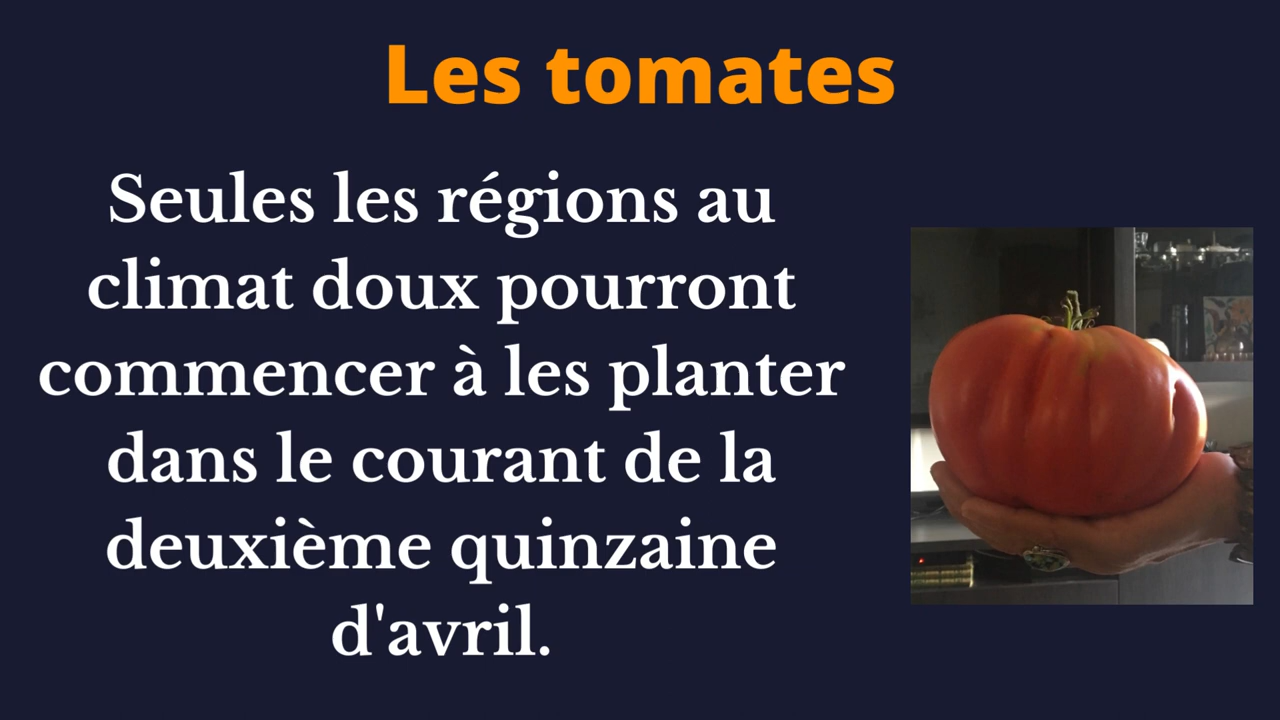 Les tomates
Seules les régions au
climat doux pourront
commencer à les planter
dans le courant de la
deuxième quinzaine
d'avril.